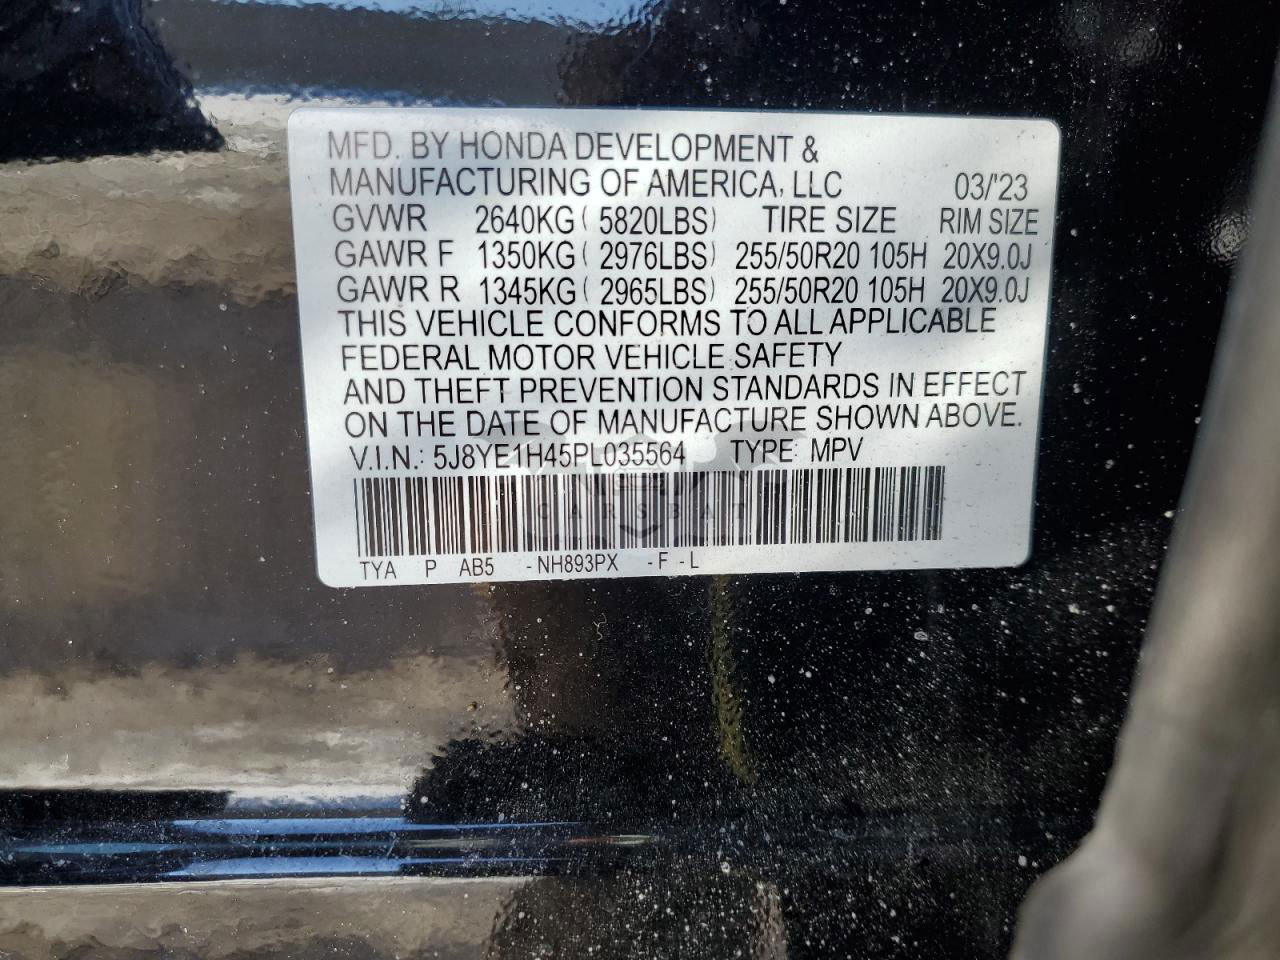 MFD. BY HONDA DEVELOPMENT &
MANUFACTURING OF AMERICA, LLC 03/'23
GVWR 2640KG ( 5820LBS) TIRE SIZE RIM SIZE
GAWR F 1350KG ( 2976LBS) 255/50R20 105H 20X9.0J
GAWR R 1345KG ( 2965LBS) 255/50R20 105H 20X9.0J
THIS VEHICLE CONFORMS TO ALL APPLICABLE
FEDERAL MOTOR VEHICLE SAFETY
AND THEFT PREVENTION STANDARDS IN EFFECT
ON THE DATE OF MANUFACTURE SHOWN ABOVE.
V.I.N.: 5J8YE1H45PL035564 TYPE: MPV
CARSBAT
TYA P AB5 -NH893PX -F -L